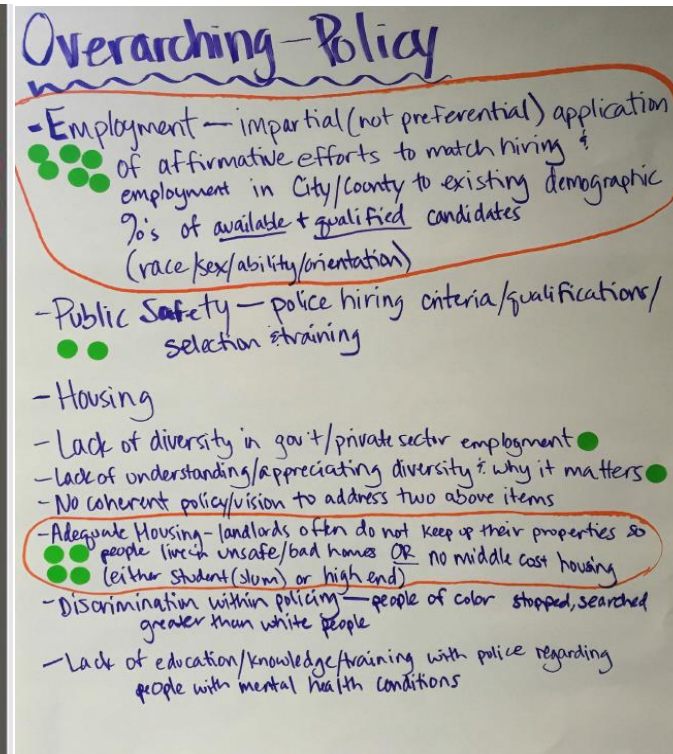 Overarching-Policy
- Employment — impartial (not preferential) application
of affirmative efforts to match hiring &
employment in City/County to existing demographic
%'s of available + qualified candidates
(race/sex/ability/orientation)
- Public Safety — police hiring criteria/qualifications/
selection & training
- Housing
- Lack of diversity in gov't/private sector employment
- Lack of understanding/appreciating diversity & why it matters
- No coherent policy/vision to address two above items
- Adequate Housing - landlords often do not keep up their properties so
people live in unsafe/bad homes OR no middle cost housing
(either student (slum) or high end)
- Discrimination within policing — people of color stopped, searched
greater than white people
- Lack of education/knowledge/training with police regarding
people with mental health conditions